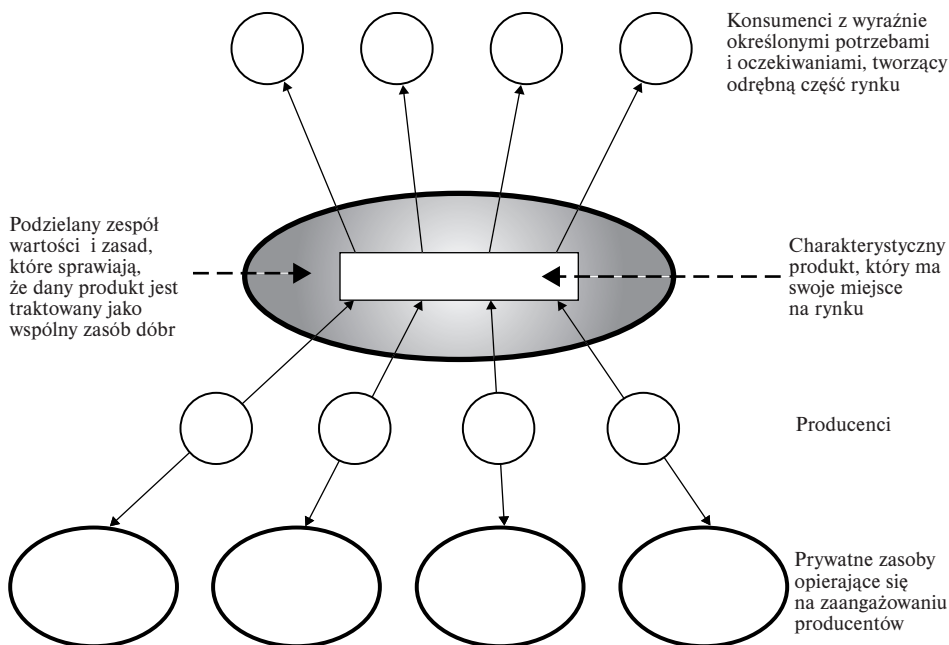 Konsumenci z wyraźnie
określonymi potrzebami
i oczekiwaniami, tworzący
odrębną część rynku
Podzielany zespół
wartości i zasad,
które sprawiają,
że dany produkt jest
traktowany jako
wspólny zasób dóbr
Charakterystyczny
produkt, który ma
swoje miejsce
na rynku
Producenci
Prywatne zasoby
opierające się
na zaangażowaniu
producentów